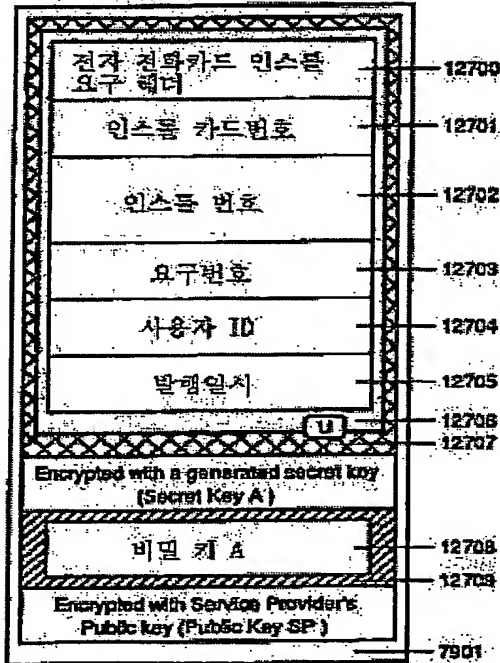 전자 전화카드 인스톨
요구 헤더
12700
인스톨 카드번호
12701
인스톨 번호
12702
요구번호
12703
사용자 ID
12704
발행일시
12705
U
12706
12707
Encrypted with a generated secret key
(Secret Key A)
비밀 키 A
12708
12709
Encrypted with Service Provider's
Public key (Public Key SP)
7901